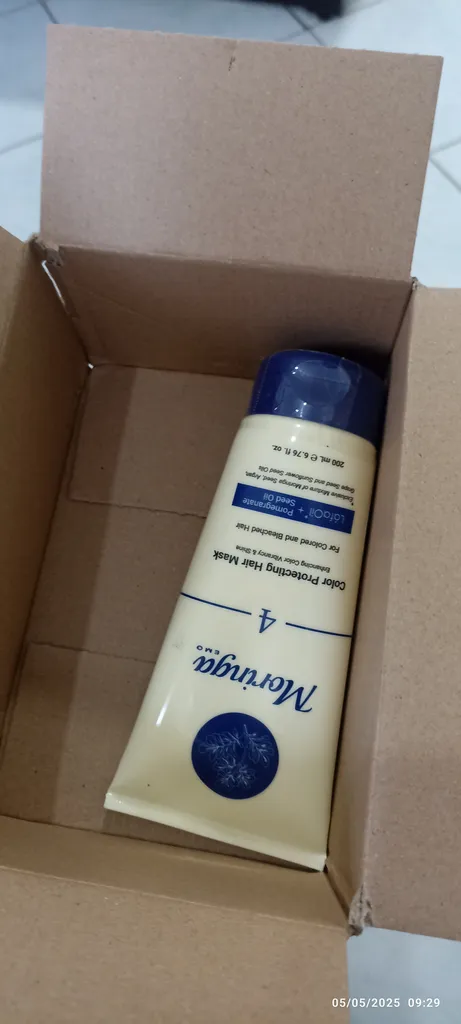 Moringa
EMO
4
Color Protecting Hair Mask
Enhancing Color Vibrancy & Shine
For Colored and Bleached Hair
LófaOil* + Pomegranate
Seed Oil
* Exclusive Mixture of Moringa Seed, Argan,
Grape Seed and Sunflower Seed Oils
200 mL ℮ 6.76 fl. oz.
05/05/2025 09:29